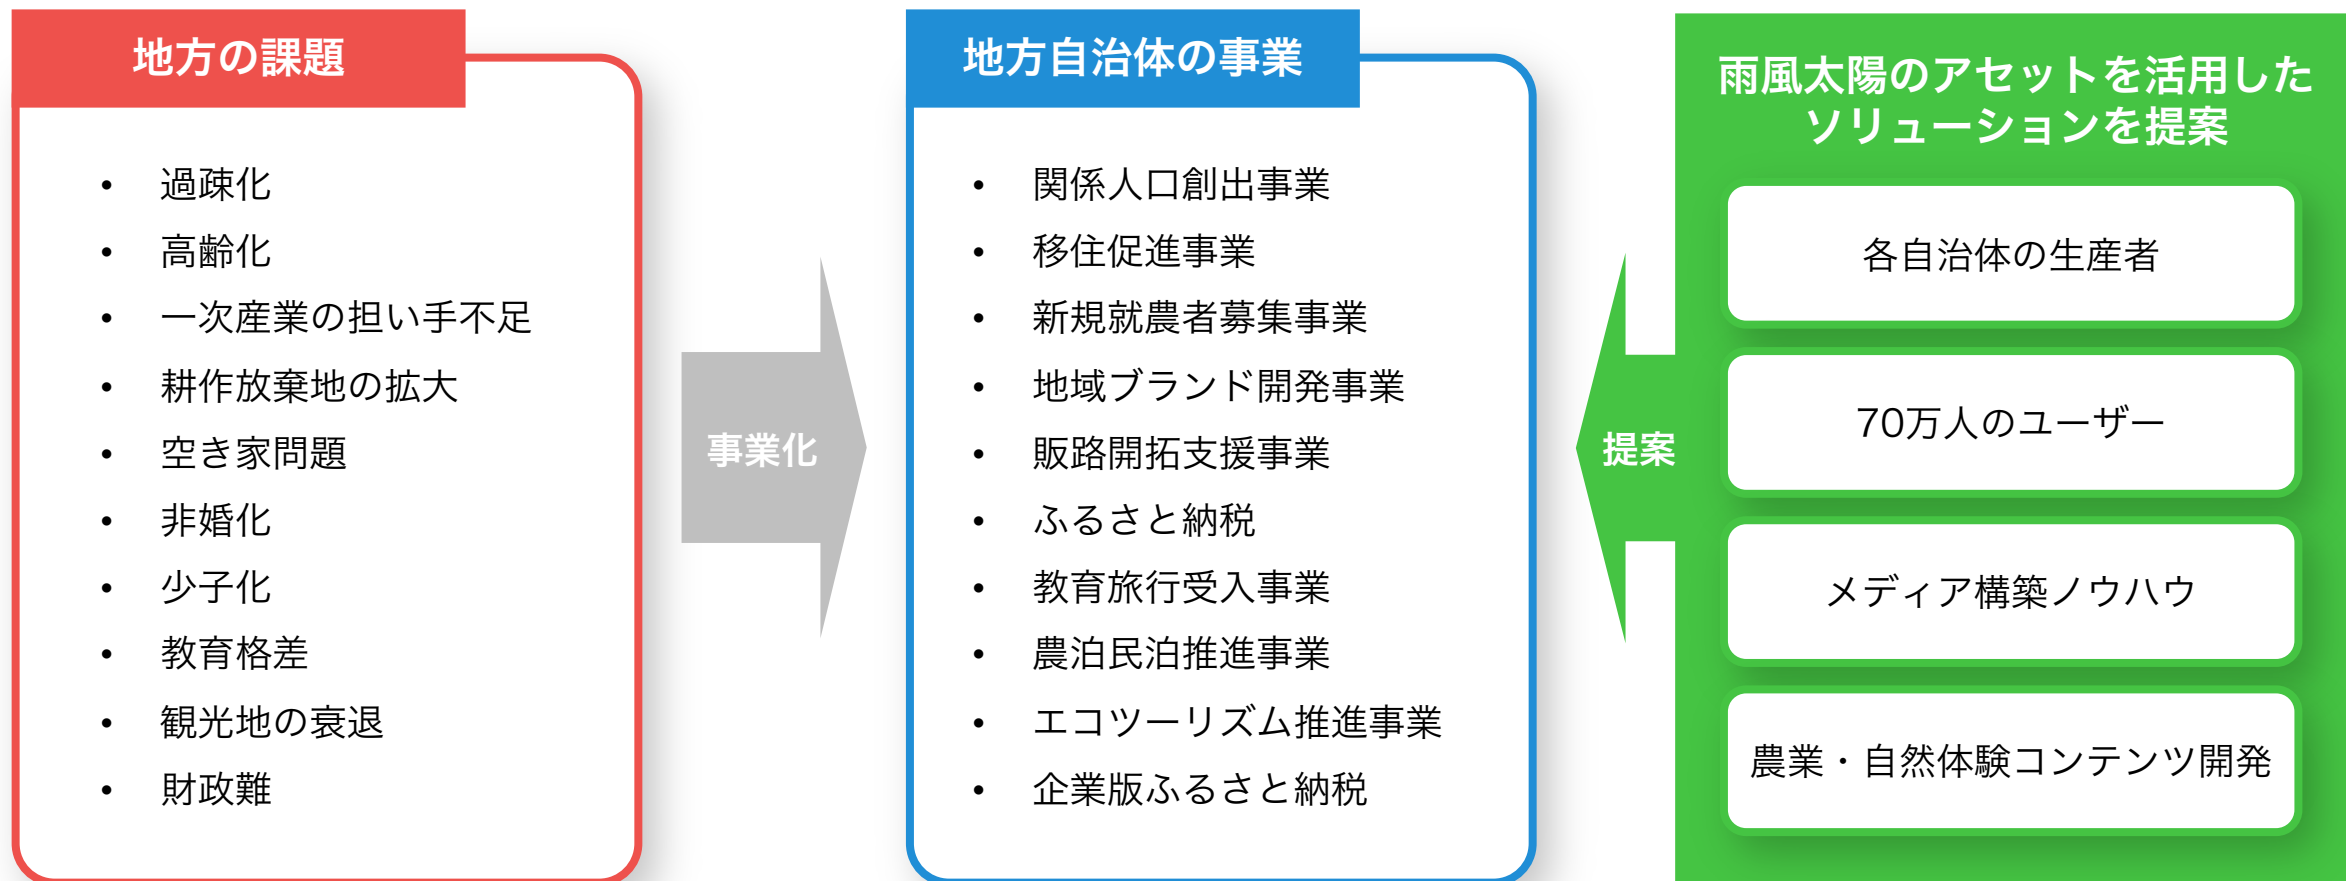 地方の課題
• 過疎化
• 高齢化
• 一次産業の担い手不足
• 耕作放棄地の拡大
• 空き家問題
• 非婚化
• 少子化
• 教育格差
• 観光地の衰退
• 財政難
事業化
地方自治体の事業
• 関係人口創出事業
• 移住促進事業
• 新規就農者募集事業
• 地域ブランド開発事業
• 販路開拓支援事業
• ふるさと納税
• 教育旅行受入事業
• 農泊民泊推進事業
• エコツーリズム推進事業
• 企業版ふるさと納税
提案
雨風太陽のアセットを活用した
ソリューションを提案
各自治体の生産者
70万人のユーザー
メディア構築ノウハウ
農業・自然体験コンテンツ開発